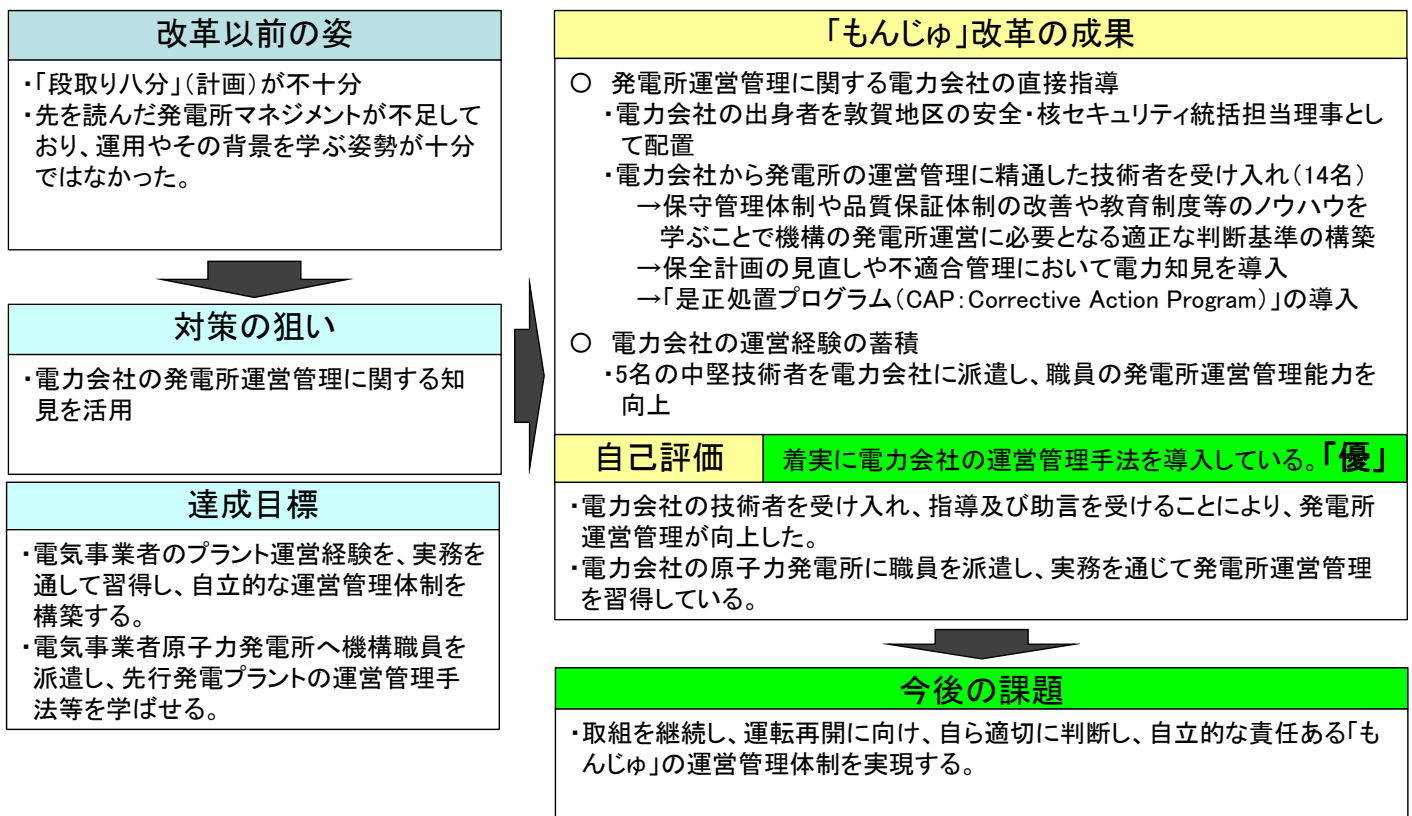 改革以前の姿
・「段取り八分」(計画)が不十分
・先を読んだ発電所マネジメントが不足して
おり、運用やその背景を学ぶ姿勢が十分
ではなかった。
対策の狙い
・電力会社の発電所運営管理に関する知
見を活用
達成目標
・電気事業者のプラント運営経験を、実務を
通して習得し、自立的な運営管理体制を
構築する。
・電気事業者原子力発電所へ機構職員を
派遣し、先行発電プラントの運営管理手
法等を学ばせる。
「もんじゅ」改革の成果
○ 発電所運営管理に関する電力会社の直接指導
・電力会社の出身者を敦賀地区の安全・核セキュリティ統括担当理事とし
て配置
・電力会社から発電所の運営管理に精通した技術者を受け入れ(14名)
→保守管理体制や品質保証体制の改善や教育制度等のノウハウを
学ぶことで機構の発電所運営に必要となる適正な判断基準の構築
→保全計画の見直しや不適合管理において電力知見を導入
→「是正処置プログラム(CAP:Corrective Action Program)」の導入
○ 電力会社の運営経験の蓄積
・5名の中堅技術者を電力会社に派遣し、職員の発電所運営管理能力を
向上
自己評価 着実に電力会社の運営管理手法を導入している。「優」
・電力会社の技術者を受け入れ、指導及び助言を受けることにより、発電所
運営管理が向上した。
・電力会社の原子力発電所に職員を派遣し、実務を通じて発電所運営管理
を習得している。
今後の課題
・取組を継続し、運転再開に向け、自ら適切に判断し、自立的な責任ある「も
んじゅ」の運営管理体制を実現する。